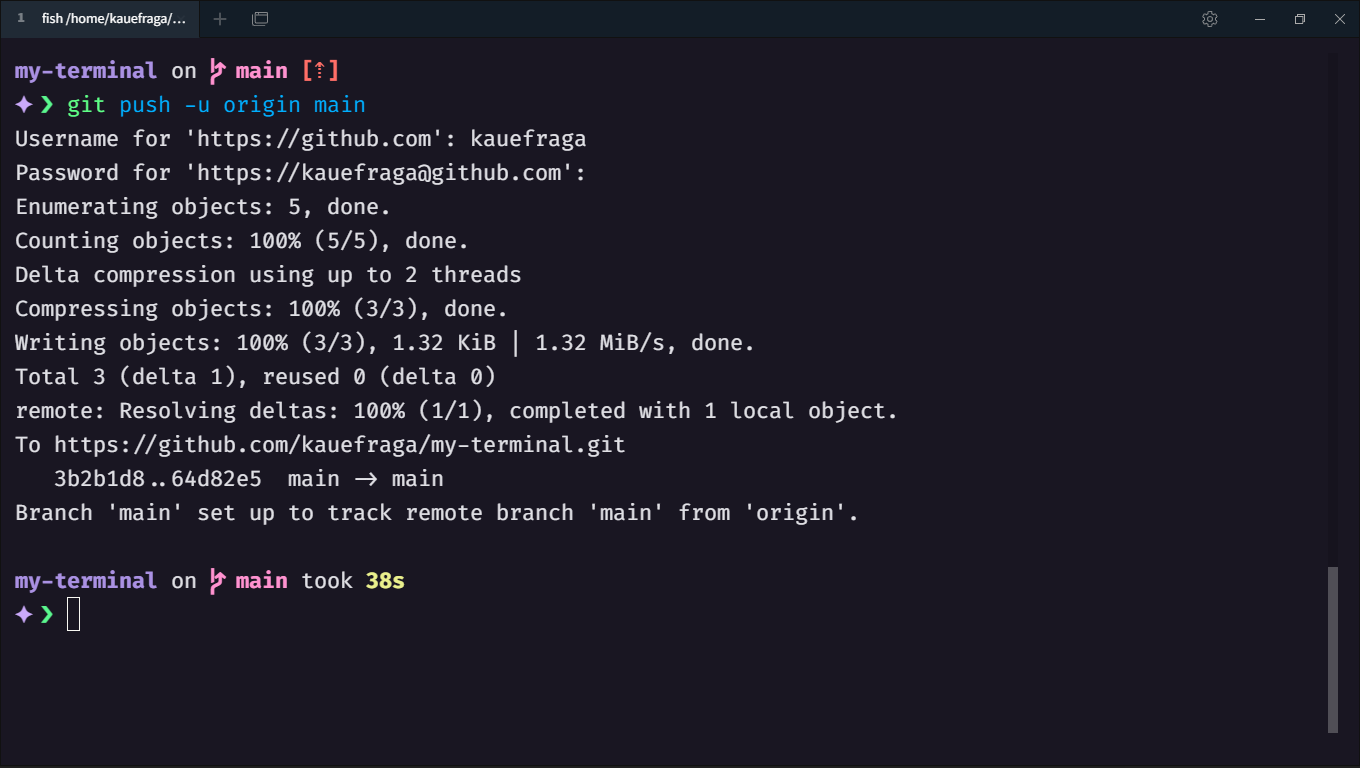 1 fish /home/kauefraga/...
my-terminal on main [⇡]
✦ ❯ git push -u origin main
Username for 'https://github.com': kauefraga
Password for 'https://kauefraga@github.com':
Enumerating objects: 5, done.
Counting objects: 100% (5/5), done.
Delta compression using up to 2 threads
Compressing objects: 100% (3/3), done.
Writing objects: 100% (3/3), 1.32 KiB | 1.32 MiB/s, done.
Total 3 (delta 1), reused 0 (delta 0)
remote: Resolving deltas: 100% (1/1), completed with 1 local object.
To https://github.com/kauefraga/my-terminal.git
   3b2b1d8..64d82e5  main -> main
Branch 'main' set up to track remote branch 'main' from 'origin'.
my-terminal on main took 38s
✦ ❯